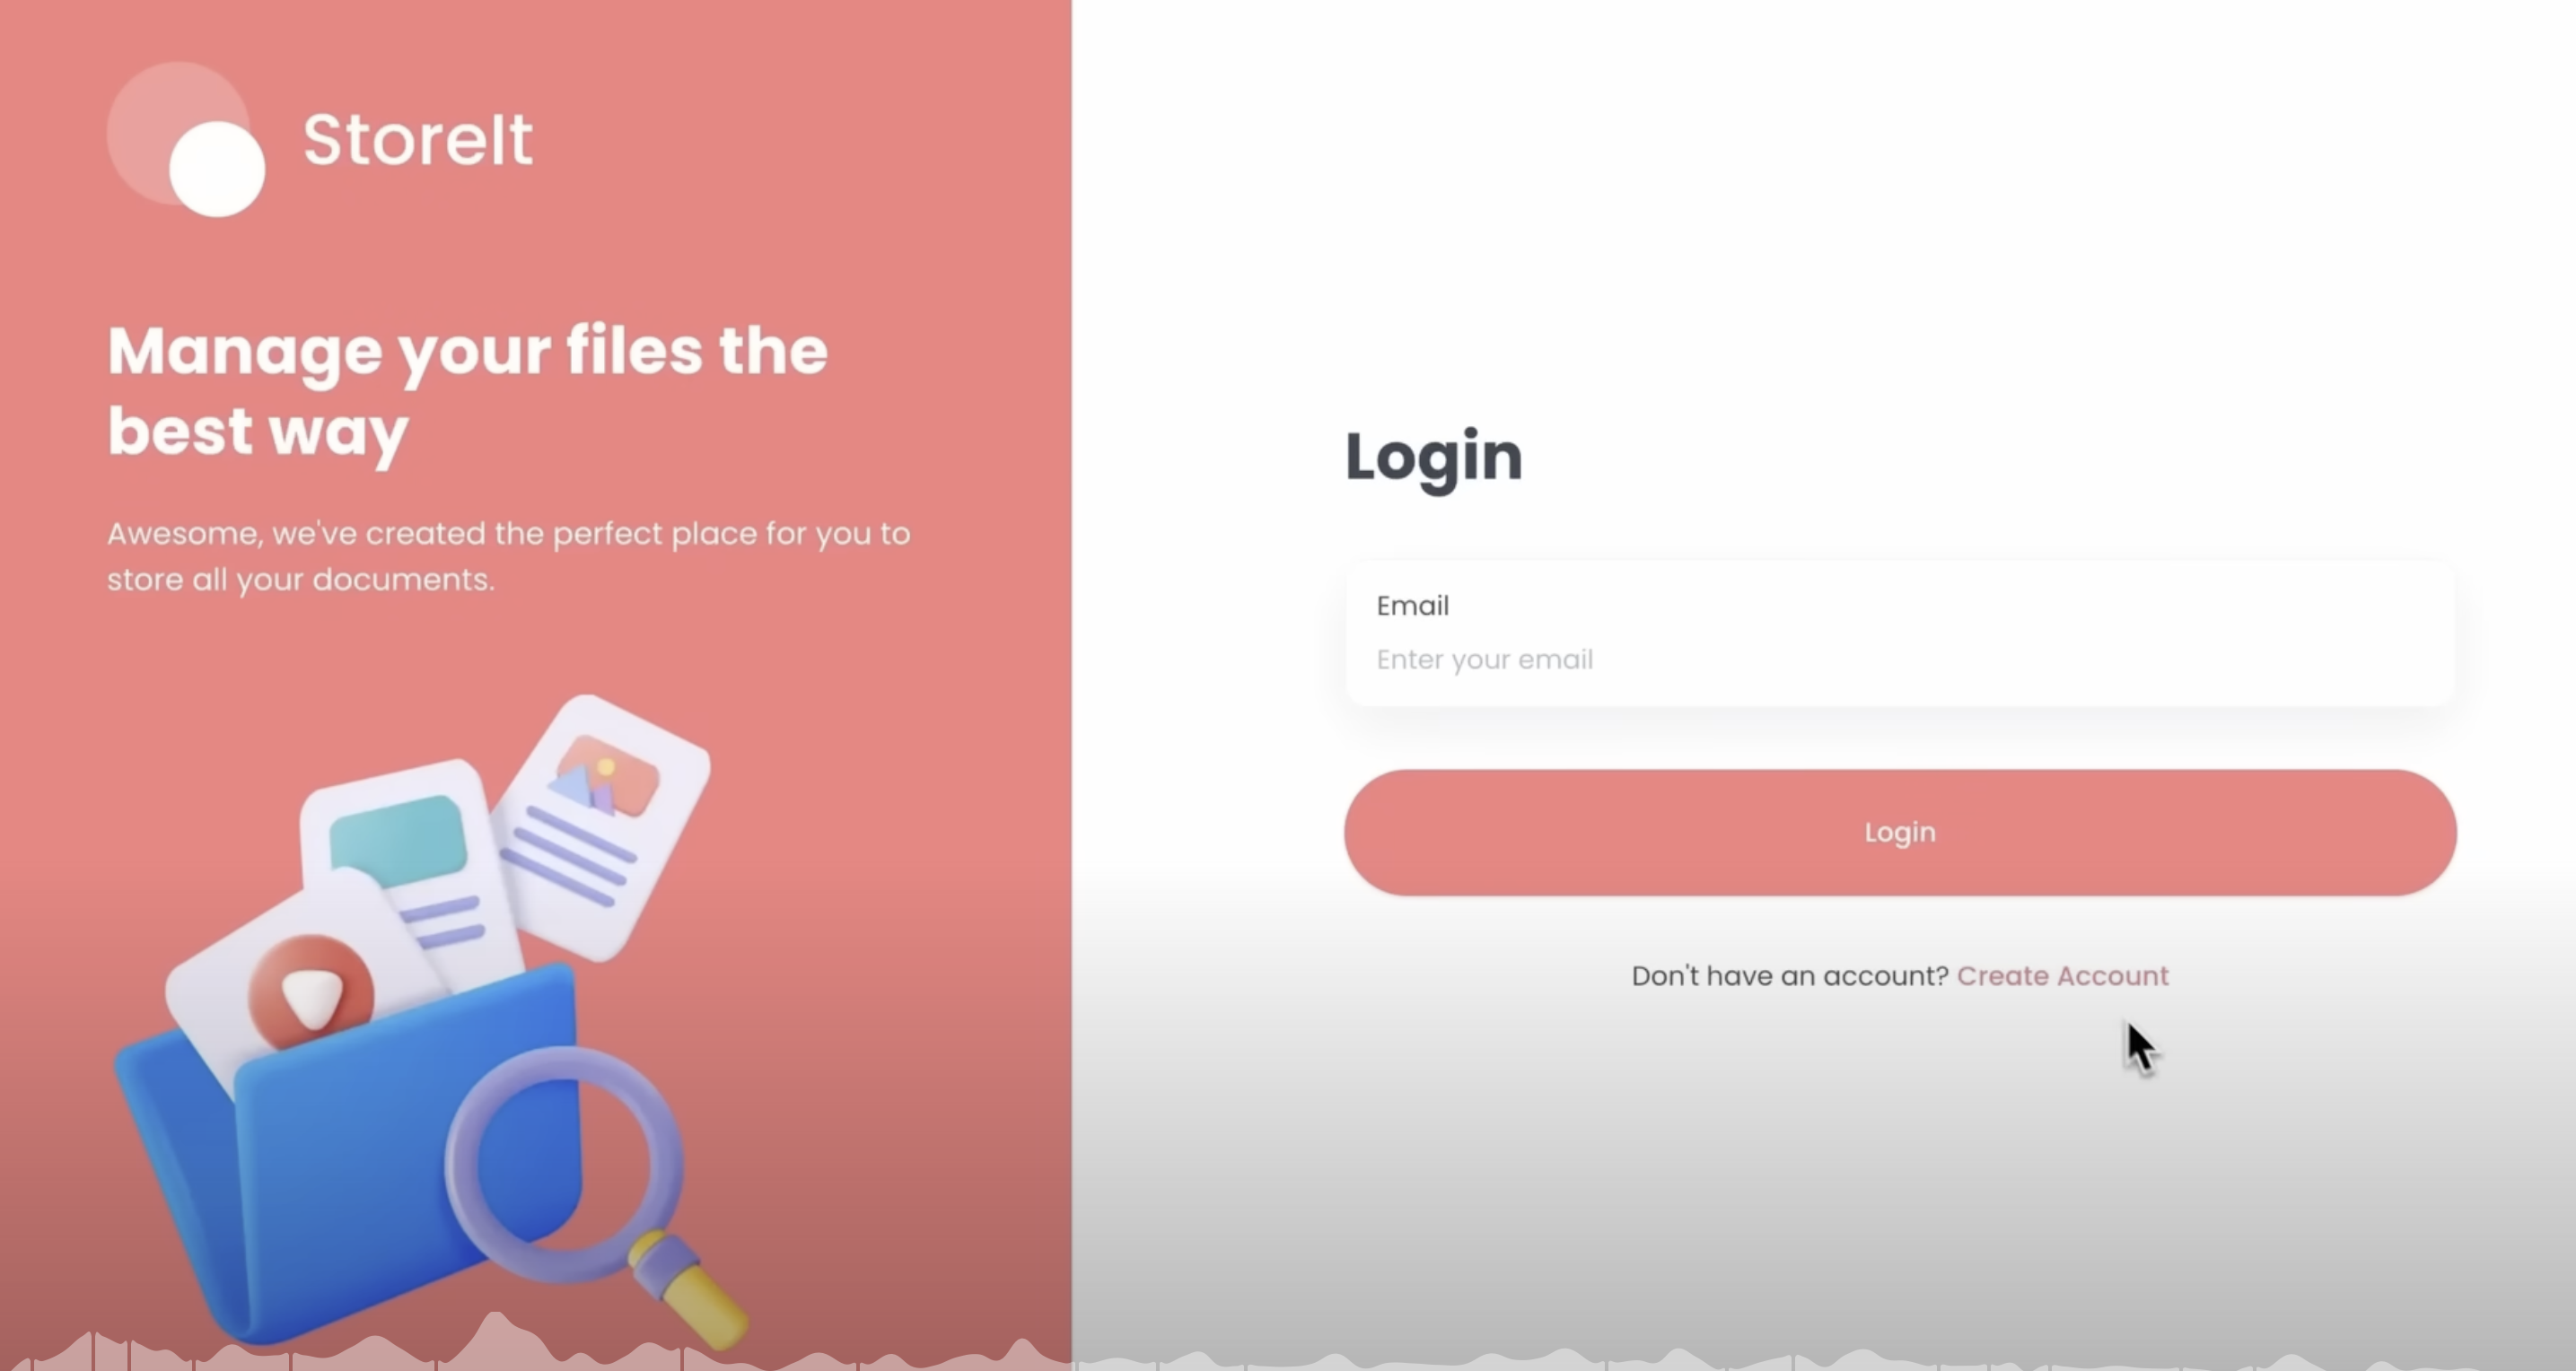 StoreIt
Manage your files the
best way
Awesome, we've created the perfect place for you to
store all your documents.
Login
Email
Enter your email
Login
Don't have an account? Create Account